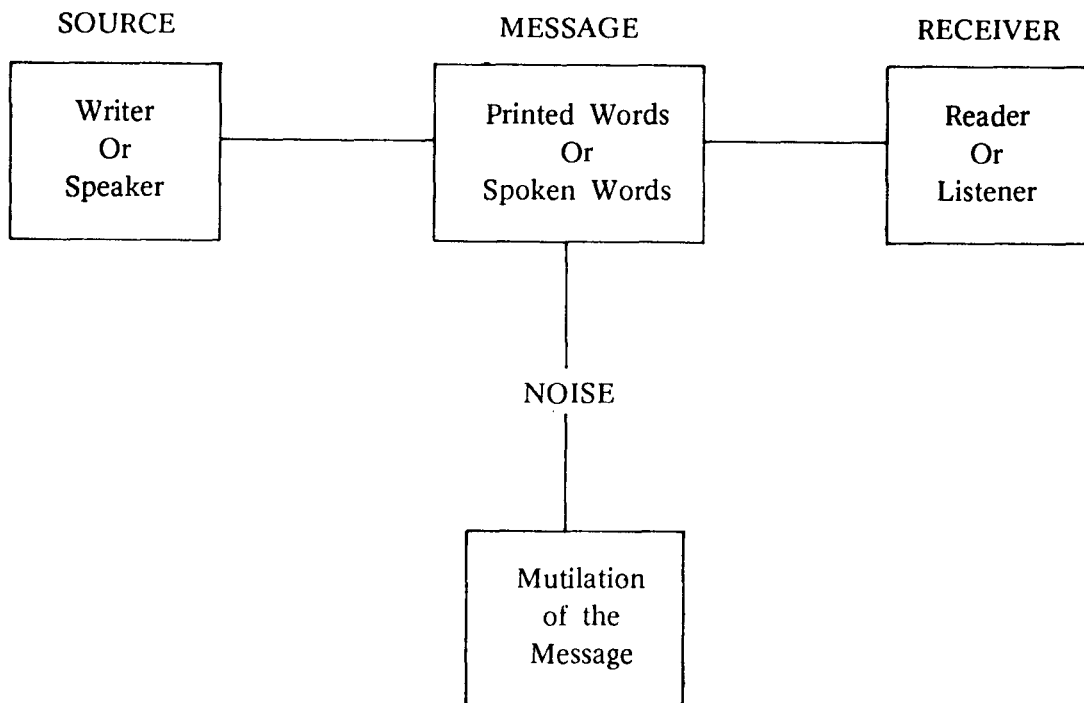 SOURCE
MESSAGE
RECEIVER
Writer
Or
Speaker
Printed Words
Or
Spoken Words
Reader
Or
Listener
NOISE
Mutilation
of the
Message